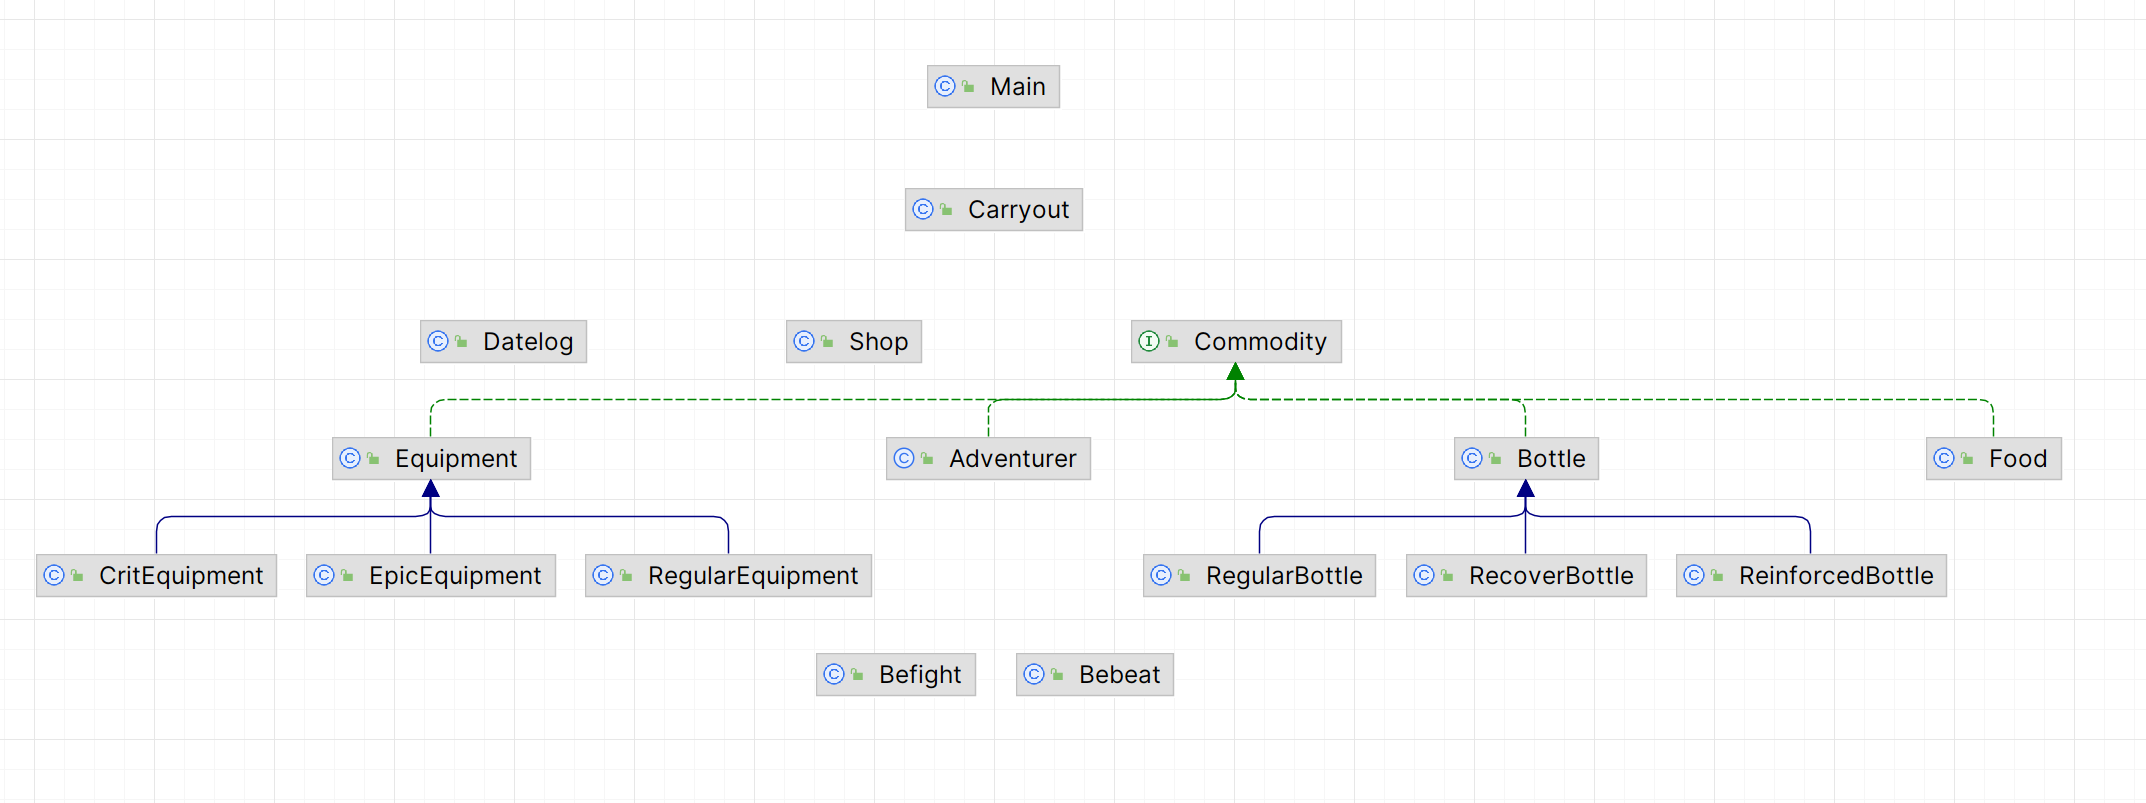 C Main
C Carryout
C Datelog
C Shop
I Commodity
C Equipment
C Adventurer
C Bottle
C Food
C CritEquipment
C EpicEquipment
C RegularEquipment
C RegularBottle
C RecoverBottle
C ReinforcedBottle
C Befight
C Bebeat